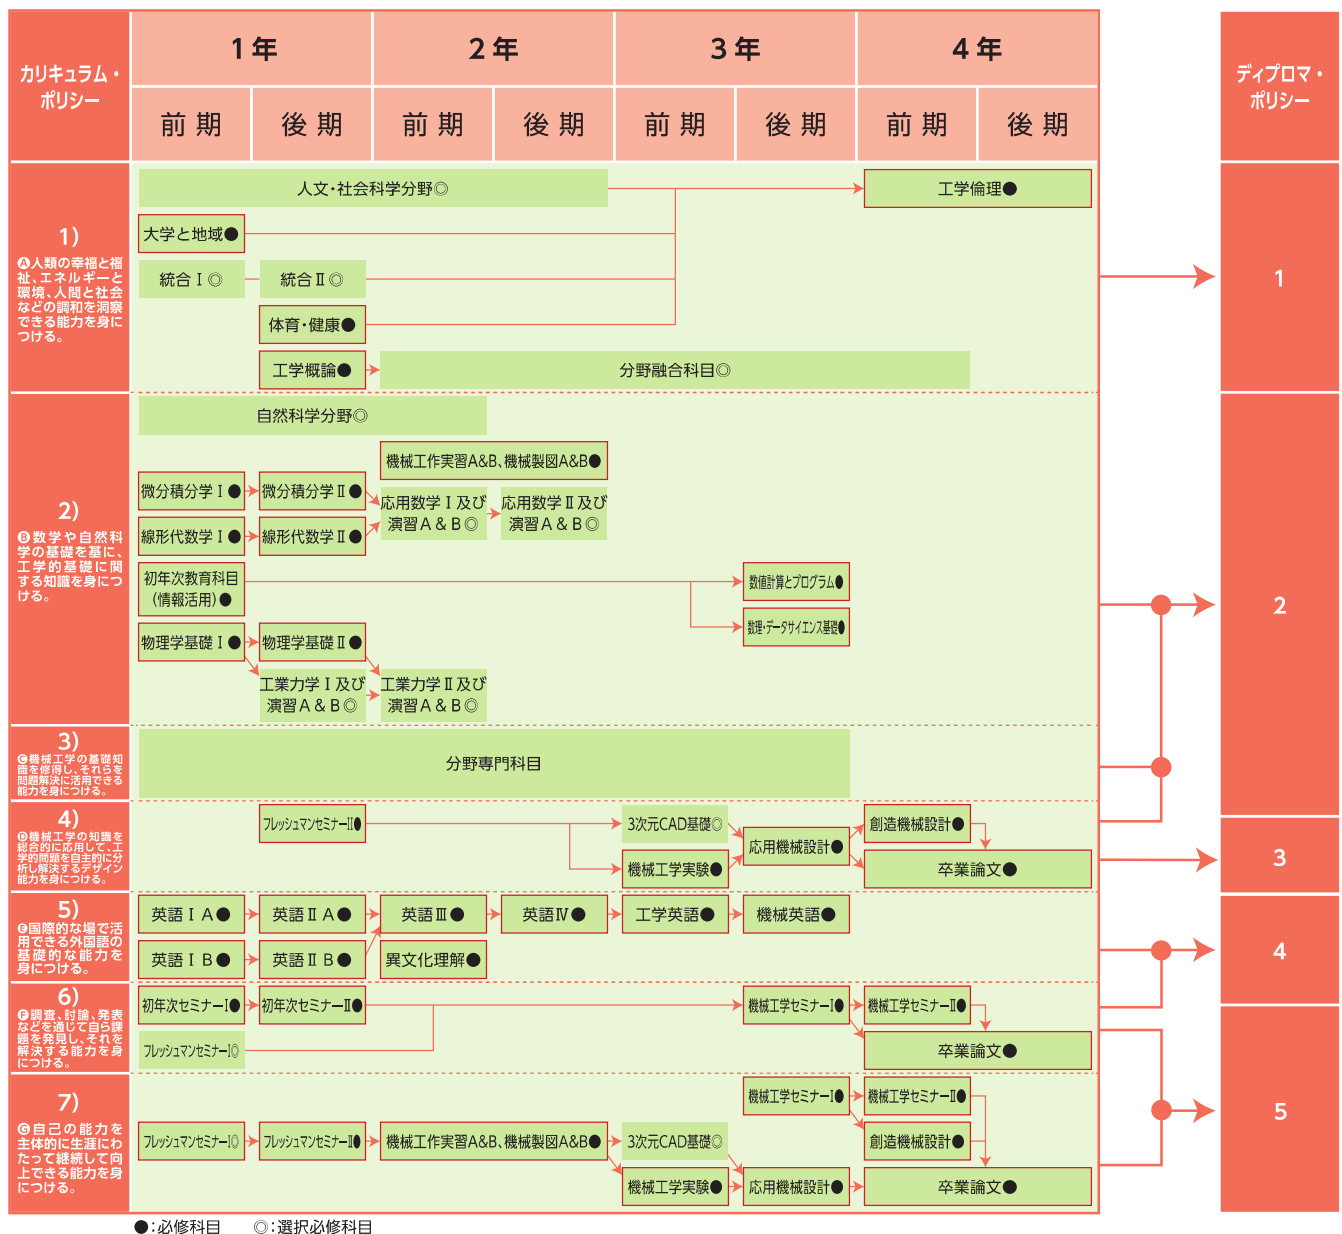 カリキュラム・
ポリシー
1 年
2 年
3 年
4 年
前 期
後 期
前 期
後 期
前 期
後 期
前 期
後 期
ディプロマ・
ポリシー
1)
Ⓐ人類の幸福と福
祉、エネルギーと
環境、人間と社会
などの調和を洞察
できる能力を身に
つける。
人文・社会科学分野◎
工学倫理●
大学と地域●
統合Ⅰ◎
統合Ⅱ◎
体育・健康●
工学概論●
分野融合科目◎
1
2)
Ⓑ数学や自然科
学の基礎を基に、
工学的基礎に関
する知識を身につ
ける。
自然科学分野◎
機械工作実習A&B、機械製図A&B●
微分積分学Ⅰ●
微分積分学Ⅱ●
応用数学Ⅰ及び
演習A&B◎
応用数学Ⅱ及び
演習A&B◎
線形代数学Ⅰ●
線形代数学Ⅱ●
初年次教育科目
(情報活用)●
数値計算とプログラム●
数理・データサイエンス基礎●
物理学基礎Ⅰ●
物理学基礎Ⅱ●
工業力学Ⅰ及び
演習A&B◎
工業力学Ⅱ及び
演習A&B◎
2
3)
Ⓒ機械工学の基礎知
識を修得し、それらを
問題解決に活用できる
能力を身につける。
分野専門科目
4)
Ⓓ機械工学の知識を
総合的に応用して、工
学的問題を自主的に分
析し解決するデザイン
能力を身につける。
フレッシュマンセミナーⅡ●
3次元CAD基礎◎
機械工学実験●
応用機械設計●
創造機械設計●
卒業論文●
3
5)
Ⓔ国際的な場で活
用できる外国語の
基礎的な能力を
身につける。
英語ⅠA●
英語ⅡA●
英語Ⅲ●
英語Ⅳ●
工学英語●
機械英語●
英語ⅠB●
英語ⅡB●
異文化理解●
4
6)
Ⓕ調査、討論、発表
などを通じて自ら課
題を発見し、それを
解決する能力を身
につける。
初年次セミナーⅠ●
初年次セミナーⅡ●
機械工学セミナーⅠ●
機械工学セミナーⅡ●
フレッシュマンセミナーⅠ◎
卒業論文●
7)
Ⓖ自己の能力を
主体的に生涯にわ
たって継続して向
上できる能力を身
につける。
機械工学セミナーⅠ●
機械工学セミナーⅡ●
フレッシュマンセミナーⅠ◎
フレッシュマンセミナーⅡ●
機械工作実習A&B、機械製図A&B●
3次元CAD基礎◎
創造機械設計●
機械工学実験●
応用機械設計●
卒業論文●
5
●:必修科目 ◎:選択必修科目